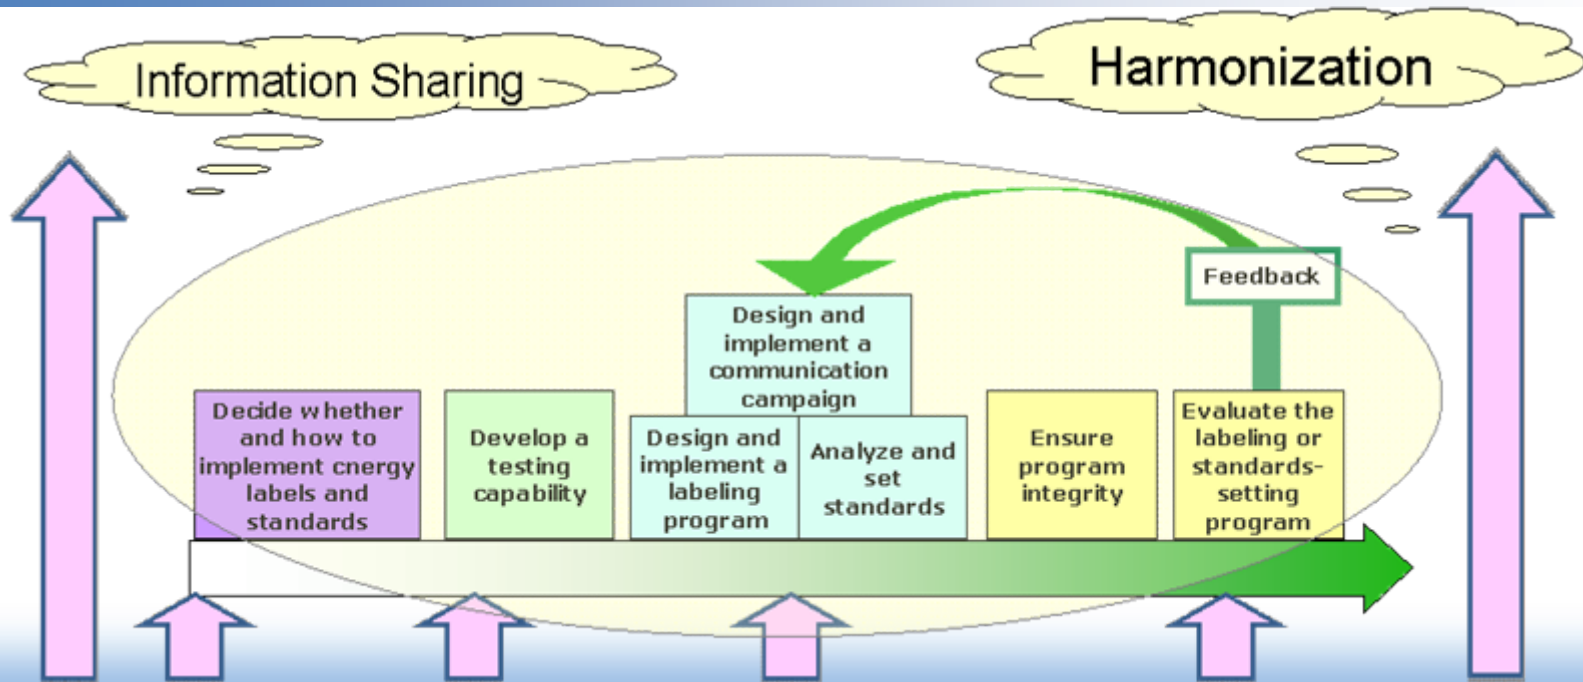 Information Sharing
Harmonization
Feedback
Design and
implement a
communication
campaign
Decide whether
and how to
implement cnergy
labels and
standards
Develop a
testing
capability
Design and
implement a
labeling
program
Analyze and
set
standards
Ensure
program
integrity
Evaluate the
labeling or
standards-
setting
program